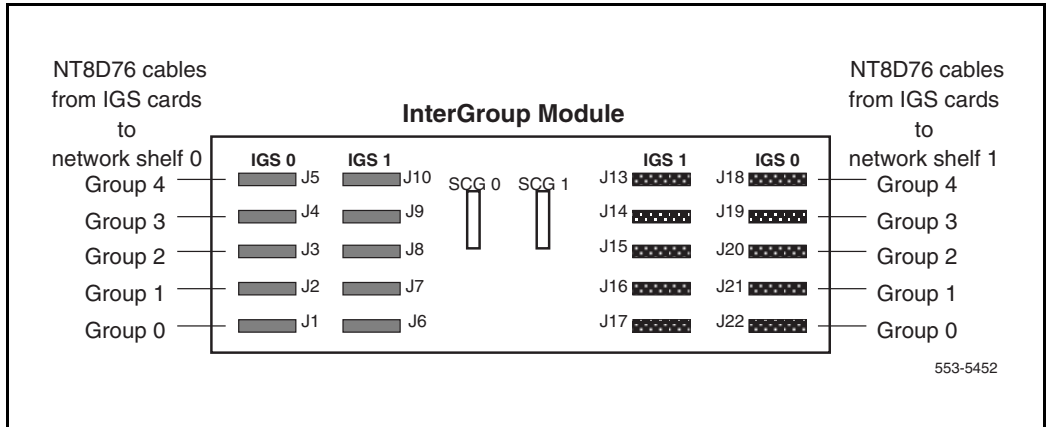 NT8D76 cables
from IGS cards
to
network shelf 0
NT8D76 cables
from IGS cards
to
network shelf 1
InterGroup Module
IGS 0 IGS 1 IGS 1 IGS 0
Group 4 J5 J10 SCG 0 SCG 1 J13 J18 Group 4
Group 3 J4 J9 J14 J19 Group 3
Group 2 J3 J8 J15 J20 Group 2
Group 1 J2 J7 J16 J21 Group 1
Group 0 J1 J6 J17 J22 Group 0
553-5452